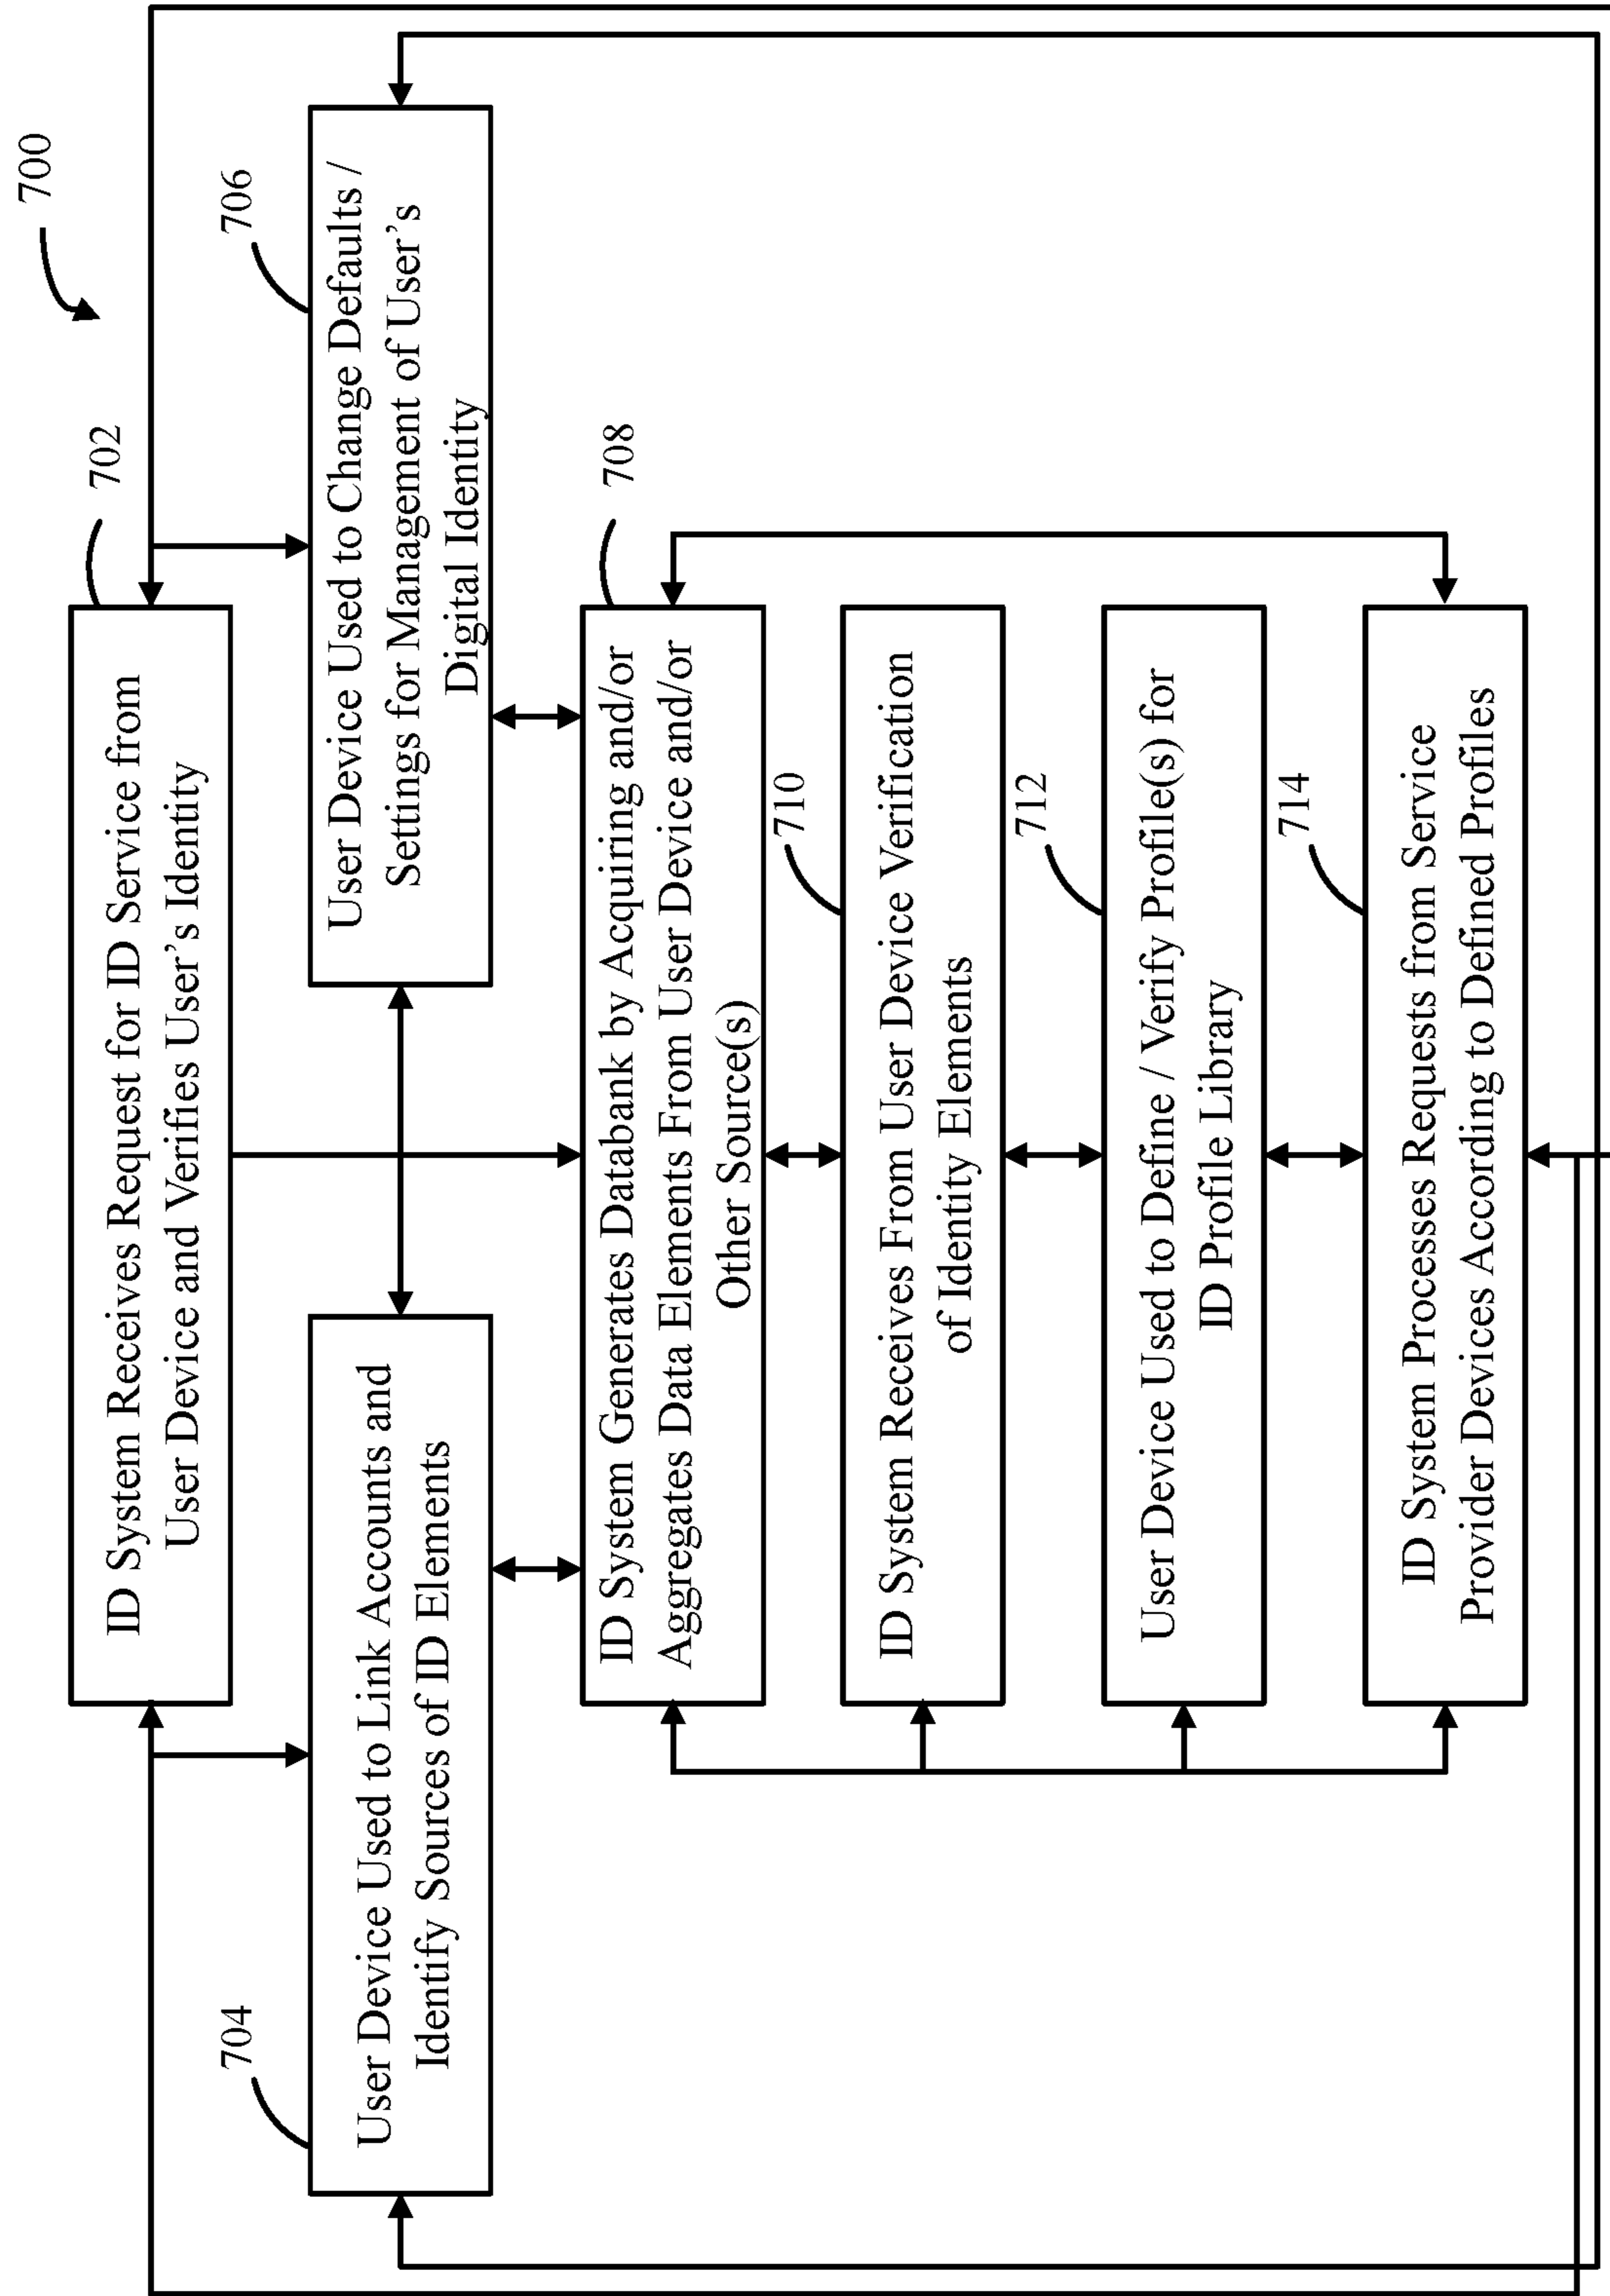 700
702
ID System Receives Request for ID Service from
User Device and Verifies User's Identity
704
User Device Used to Link Accounts and
Identify Sources of ID Elements
706
User Device Used to Change Defaults /
Settings for Management of User's
Digital Identity
708
ID System Generates Databank by Acquiring and/or
Aggregates Data Elements From User Device and/or
Other Source(s)
710
ID System Receives From User Device Verification
of Identity Elements
712
User Device Used to Define / Verify Profile(s) for
ID Profile Library
714
ID System Processes Requests from Service
Provider Devices According to Defined Profiles